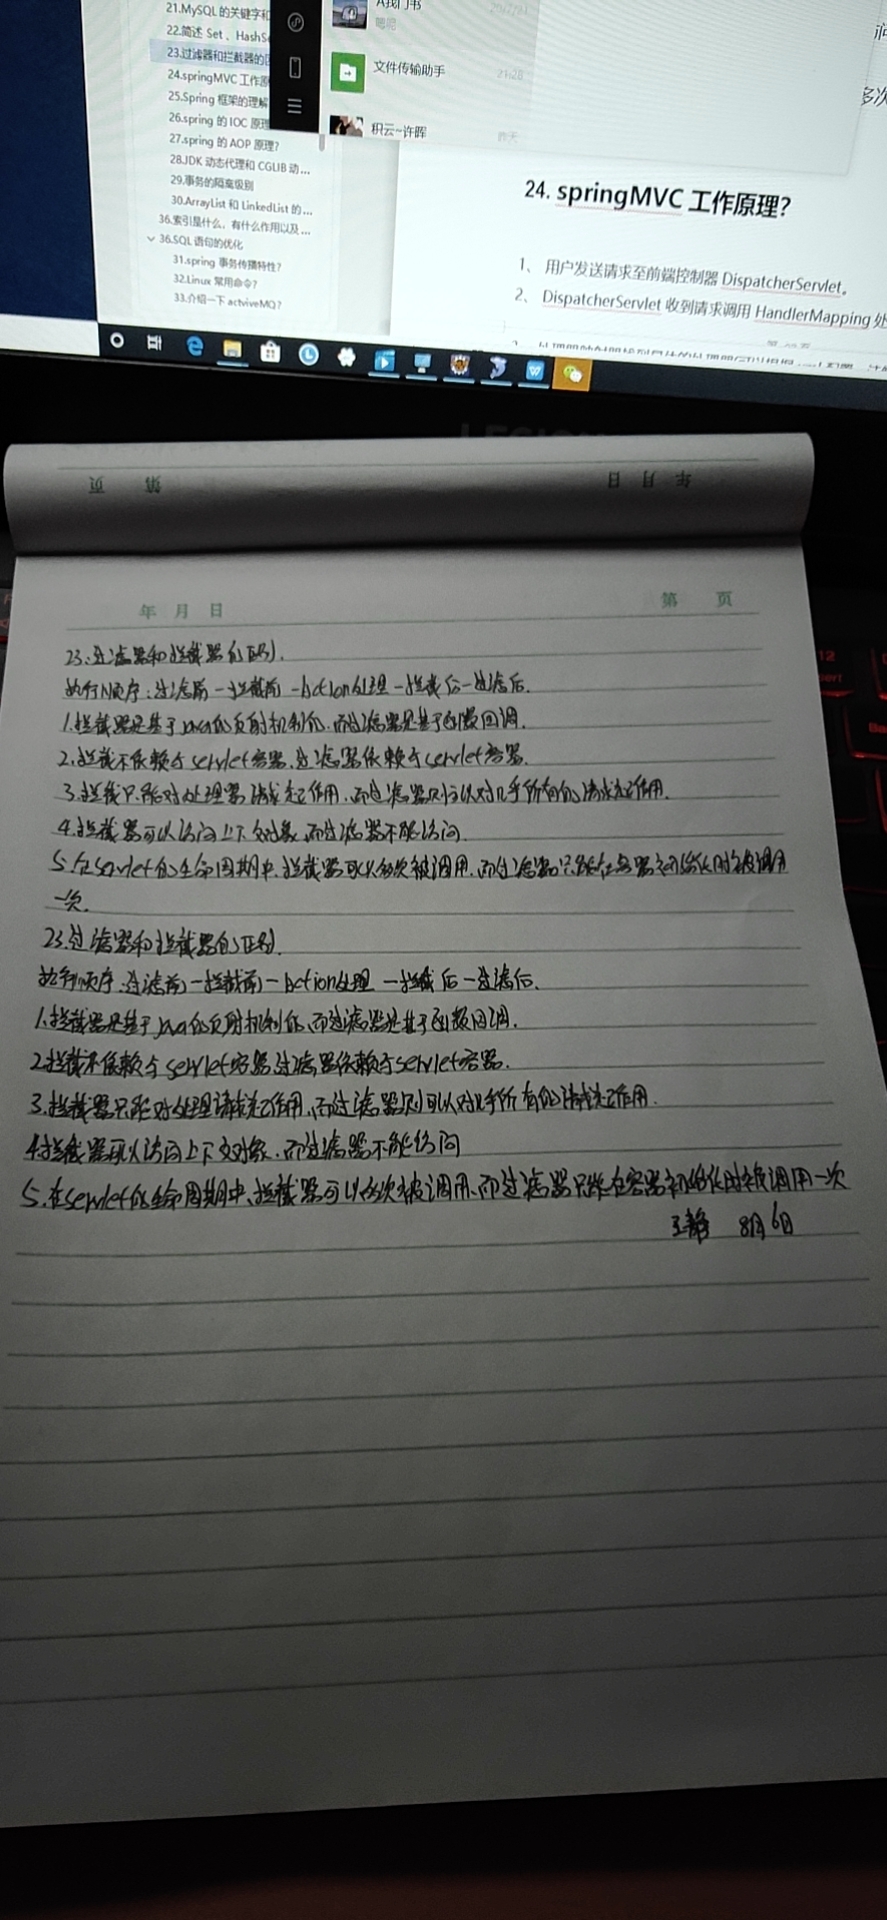 21.MySQL 的关键字和
22.简述 Set 、HashS
23.过滤器和拦截器的
24.springMVC 工作原
25.Spring 框架的理解
26.spring 的 IOC 原理
27.spring 的 AOP 原理?
28.JDK 动态代理和 CGLIB 动...
29.事务的隔离级别
30.ArrayList 和 LinkedList 的...
36.索引是什么，有什么作用以及...
36.SQL 语句的优化
31.spring 事务传播特性?
32.Linux 常用命令?
33.介绍一下 activeMQ?
文件传输助手
21:28
积云~许晖
昨天
多次
24. springMVC 工作原理?
1、 用户发送请求至前端控制器 DispatcherServlet。
2、 DispatcherServlet 收到请求调用 HandlerMapping 处
页 第
日 月 年
年 月 日 第 页
23.过滤器和拦截器的区别.
执行顺序:过滤前-拦截前-Action处理-拦截后-过滤后.
1.拦截器是基于java的反射机制的,而过滤器是基于函数回调.
2.拦截不依赖于servlet容器,过滤器依赖于servlet容器.
3.拦截只能对处理器请求起作用,而过滤器则可以对几乎所有的请求起作用.
4.拦截器可以访问上下文对象,而过滤器不能访问.
5.在servlet的生命周期中,拦截器可以多次被调用,而过滤器只能在容器初始化时被调用
一次.
23.过滤器和拦截器的区别.
执行顺序:过滤前-拦截前-Action处理-拦截后-过滤后.
1.拦截器是基于java的反射机制的,而过滤器是基于函数回调.
2.拦截不依赖于servlet容器,过滤器依赖于servlet容器.
3.拦截器只能对处理请求起作用,而过滤器则可以对几乎所有的请求起作用.
4.拦截器可以访问上下文对象,而过滤器不能访问
5.在servlet的生命周期中,拦截器可以多次被调用,而过滤器只能在容器初始化时被调用一次
王静 8月6日